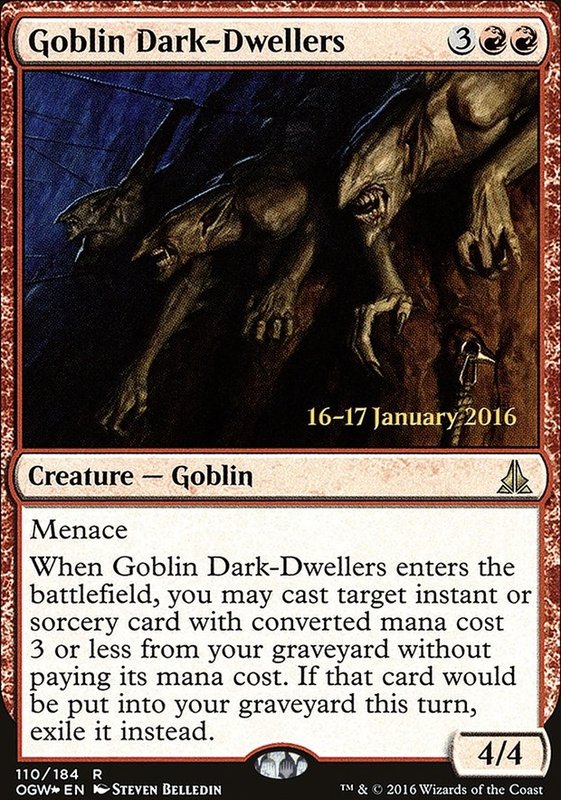 Goblin Dark-Dwellers 3
16–17 January 2016
Creature — Goblin
Menace
When Goblin Dark-Dwellers enters the
battlefield, you may cast target instant or
sorcery card with converted mana cost
3 or less from your graveyard without
paying its mana cost. If that card would
be put into your graveyard this turn,
exile it instead.
4/4
110/184 R
OGW★EN Steven Belledin
™ & © 2016 Wizards of the Coast